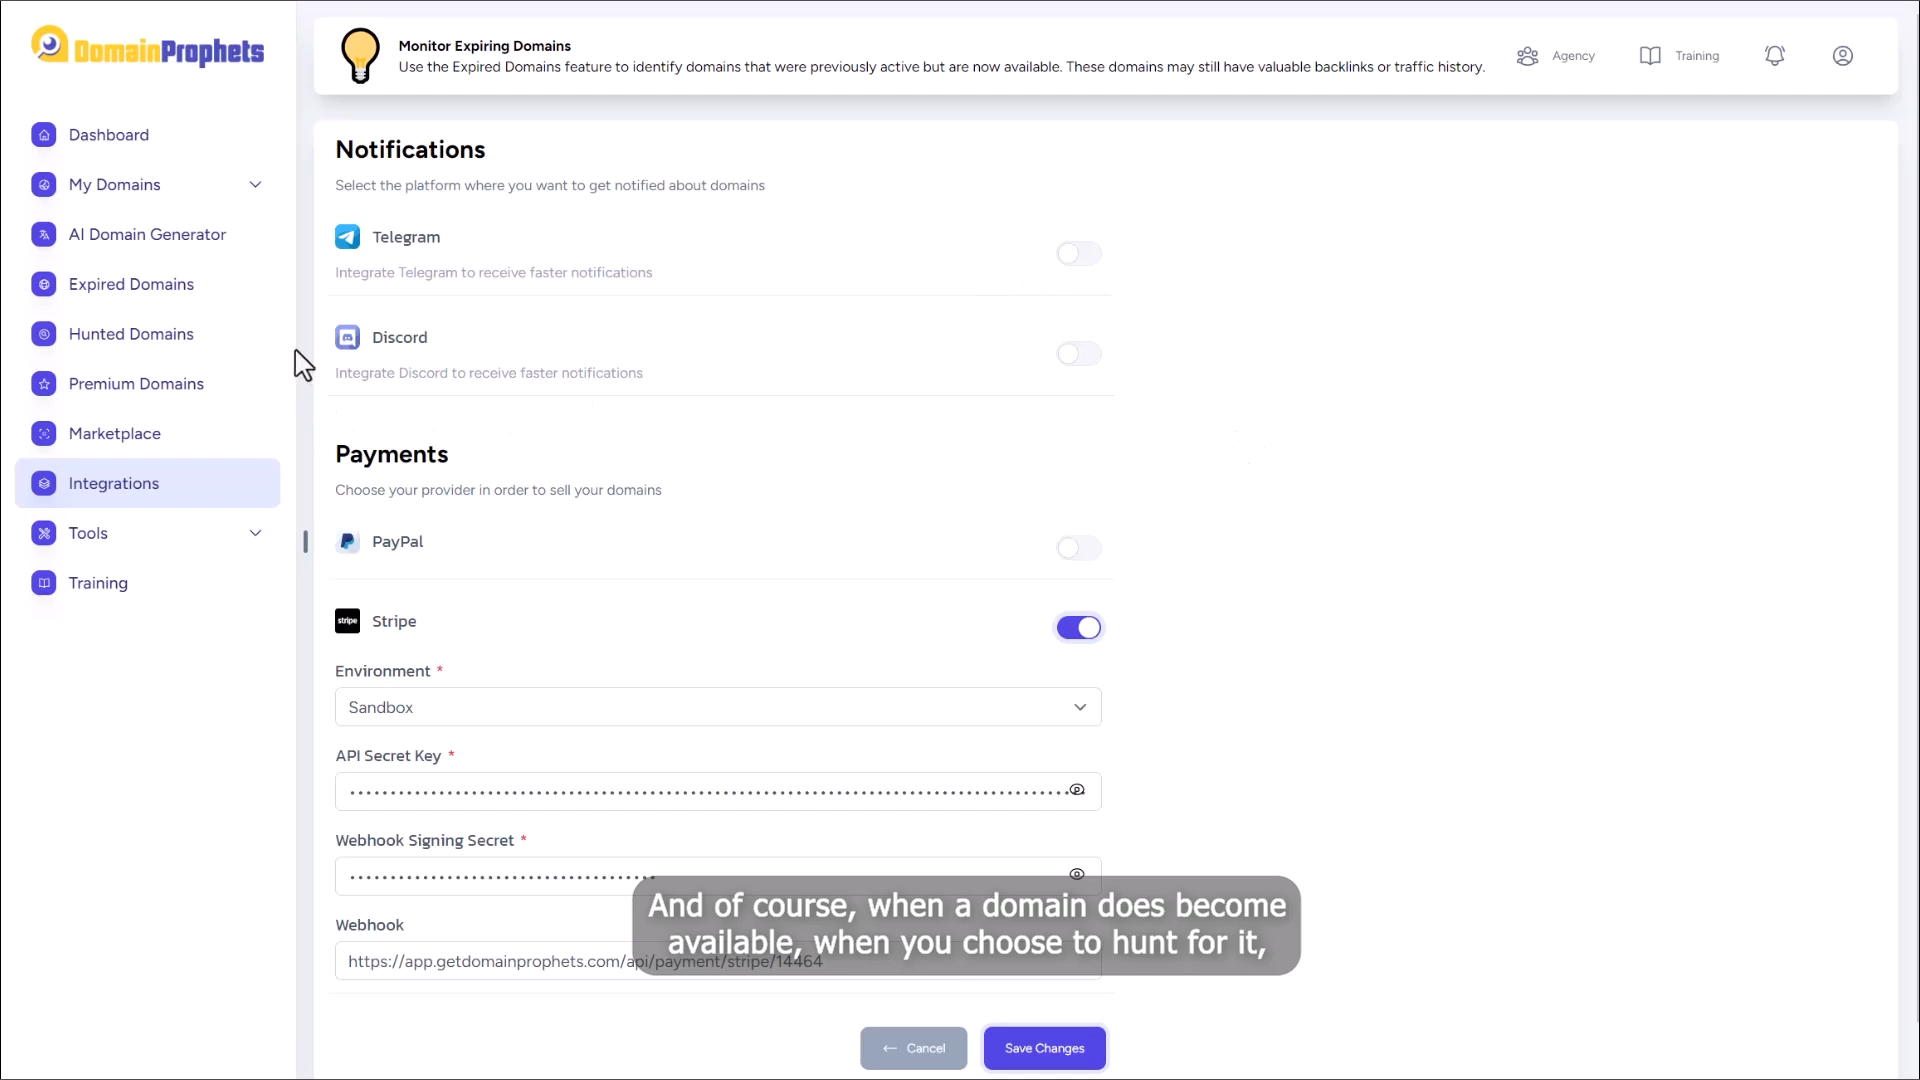 DomainProphets
Monitor Expiring Domains
Use the Expired Domains feature to identify domains that were previously active but are now available. These domains may still have valuable backlinks or traffic history.
Agency
Training
Dashboard
My Domains
AI Domain Generator
Expired Domains
Hunted Domains
Premium Domains
Marketplace
Integrations
Tools
Training
Notifications
Select the platform where you want to get notified about domains
Telegram
Integrate Telegram to receive faster notifications
Discord
Integrate Discord to receive faster notifications
Payments
Choose your provider in order to sell your domains
PayPal
stripe Stripe
Environment *
Sandbox
API Secret Key *
Webhook Signing Secret *
Webhook
https://app.getdomainprophets.com/api/payment/stripe/14464
And of course, when a domain does become
available, when you choose to hunt for it,
← Cancel
Save Changes